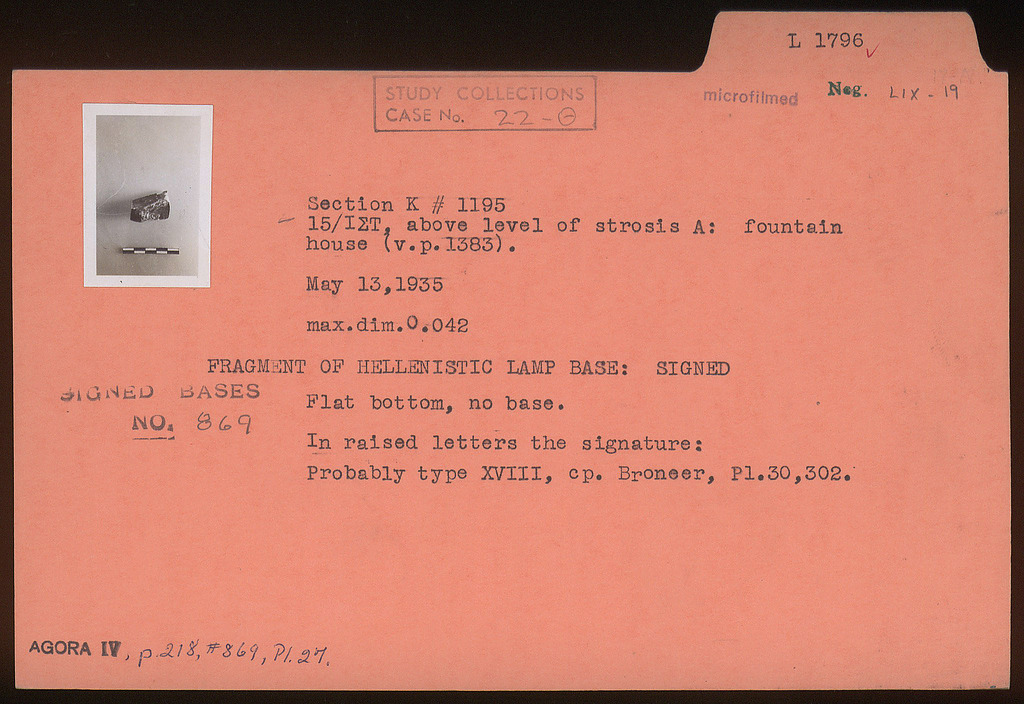 L 1796
STUDY COLLECTIONS
CASE No. 22-Θ
microfilmed
Neg. LIX - 19
Section K # 1195
15/ΙΣΤ, above level of strosis A: fountain
house (v.p.1383).
May 13,1935
max.dim.0.042
FRAGMENT OF HELLENISTIC LAMP BASE: SIGNED
SIGNED BASES
NO. 869
Flat bottom, no base.
In raised letters the signature:
Probably type XVIII, cp. Broneer, Pl.30,302.
AGORA IV, p.218, #869, Pl.27.